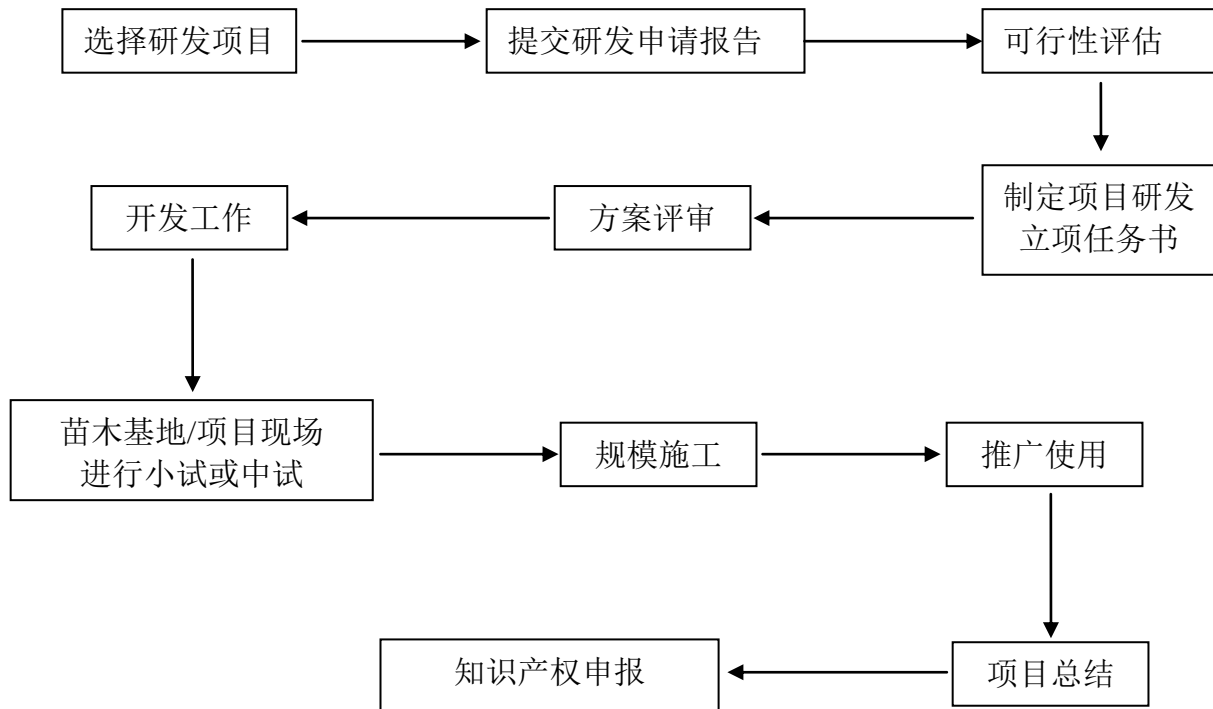 选择研发项目
提交研发申请报告
可行性评估
制定项目研发
立项任务书
方案评审
开发工作
苗木基地/项目现场
进行小试或中试
规模施工
推广使用
项目总结
知识产权申报